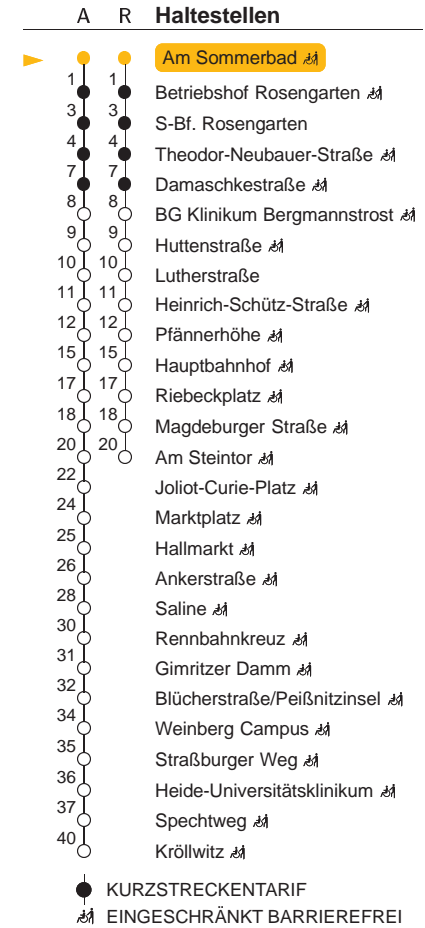 A R Haltestellen
Am Sommerbad
1 1 Betriebshof Rosengarten
3 3 S-Bf. Rosengarten
4 4 Theodor-Neubauer-Straße
7 7 Damaschkestraße
8 8 BG Klinikum Bergmannstrost
9 9 Huttenstraße
10 10 Lutherstraße
11 11 Heinrich-Schütz-Straße
12 12 Pfännerhöhe
15 15 Hauptbahnhof
17 17 Riebeckplatz
18 18 Magdeburger Straße
20 20 Am Steintor
22 Joliot-Curie-Platz
24 Marktplatz
25 Hallmarkt
26 Ankerstraße
28 Saline
30 Rennbahnkreuz
31 Gimritzer Damm
32 Blücherstraße/Peißnitzinsel
34 Weinberg Campus
35 Straßburger Weg
36 Heide-Universitätsklinikum
37 Spechtweg
40 Kröllwitz
KURZSTRECKENTARIF
EINGESCHRÄNKT BARRIEREFREI